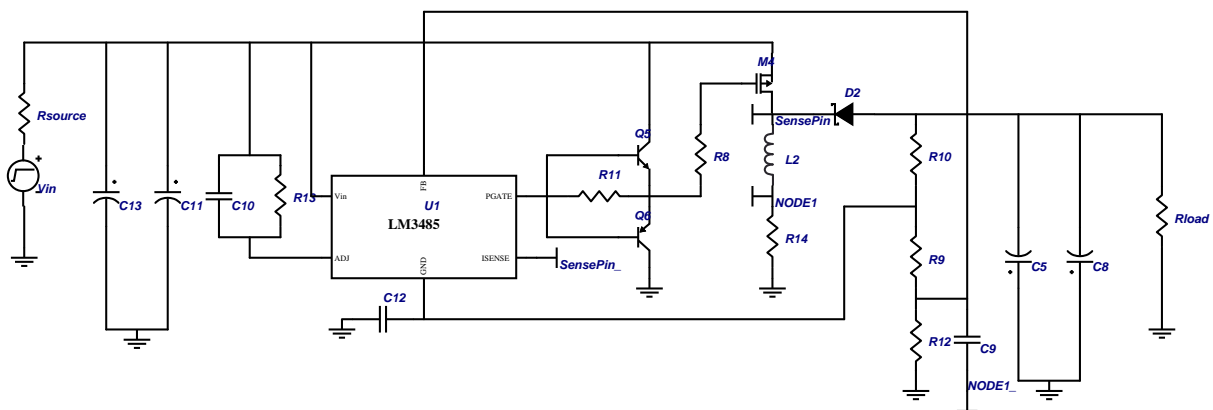 M4
D2
Q5
Rsource
SensePin
L2
R8
R10
R11
Vin
Vin
FB
U1
PGATE
LM3485
C13
C11
C10
R13
NODE1
Q6
Rload
R14
ADJ
GND
ISENSE
SensePin_
R9
C5
C8
C12
R12
C9
NODE1_